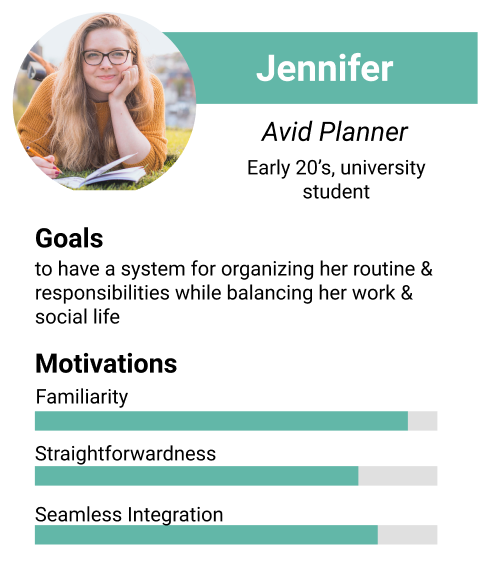 Jennifer
Avid Planner
Early 20’s, university
student
Goals
to have a system for organizing her routine &
responsibilities while balancing her work &
social life
Motivations
Familiarity
Straightforwardness
Seamless Integration